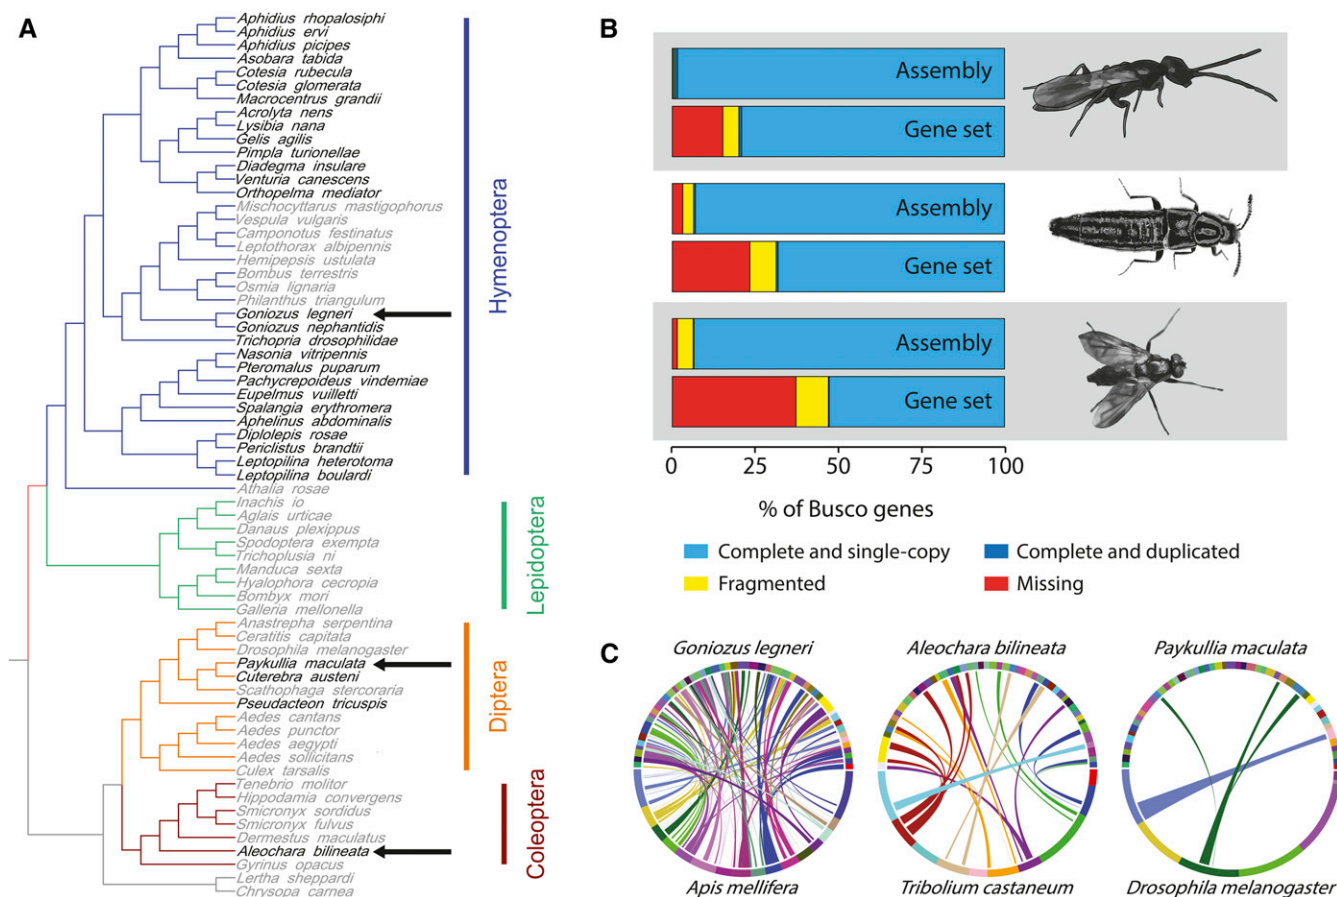 A
Aphidius rhopalosiphi
Aphidius ervi
Aphidius picipes
Asobara tabida
Cotesia rubecula
Cotesia glomerata
Macrocentrus grandii
Acrolyta nens
Lysibia nana
Gelis agilis
Pimpla turionellae
Diadegma insulare
Venturia canescens
Orthopelma mediator
Mischocyttarus mastigophorus
Vespula vulgaris
Camponotus festinatus
Leptothorax albipennis
Hemipepsis ustulata
Bombus terrestris
Osmia lignaria
Philanthus triangulum
Goniozus legneri
Goniozus nephantidis
Trichopria drosophilidae
Nasonia vitripennis
Pteromalus puparum
Pachycrepoideus vindemiae
Eupelmus vuilletti
Spalangia erythromera
Aphelinus abdominalis
Diplolepis rosae
Periclistus brandtii
Leptopilina heterotoma
Leptopilina boulardi
Athalia rosae
Inachis io
Aglais urticae
Danaus plexippus
Spodoptera exempta
Trichoplusia ni
Manduca sexta
Hyalophora cecropia
Bombyx mori
Galleria mellonella
Anastrepha serpentina
Ceratitis capitata
Drosophila melanogaster
Paykullia maculata
Cuterebra austeni
Scathophaga stercoraria
Pseudacteon tricuspis
Aedes cantans
Aedes punctor
Aedes aegypti
Aedes sollicitans
Culex tarsalis
Tenebrio molitor
Hippodamia convergens
Smicronyx sordidus
Smicronyx fulvus
Dermestus maculatus
Aleochara bilineata
Gyrinus opacus
Lertha sheppardi
Chrysopa carnea
Hymenoptera
Lepidoptera
Diptera
Coleoptera
B
Assembly
Gene set
Assembly
Gene set
Assembly
Gene set
0 25 50 75 100
% of Busco genes
Complete and single-copy
Complete and duplicated
Fragmented
Missing
C
Goniozus legneri
Aleochara bilineata
Paykullia maculata
Apis mellifera
Tribolium castaneum
Drosophila melanogaster